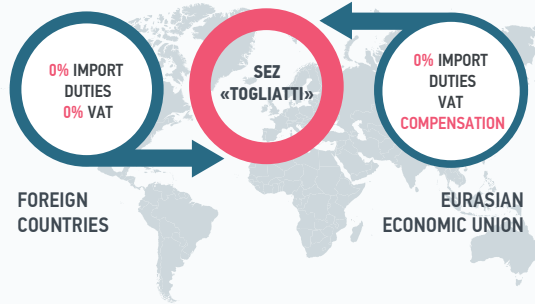 0% IMPORT
DUTIES
0% VAT
SEZ
«TOGLIATTI»
0% IMPORT
DUTIES
VAT
COMPENSATION
FOREIGN
COUNTRIES
EURASIAN
ECONOMIC UNION